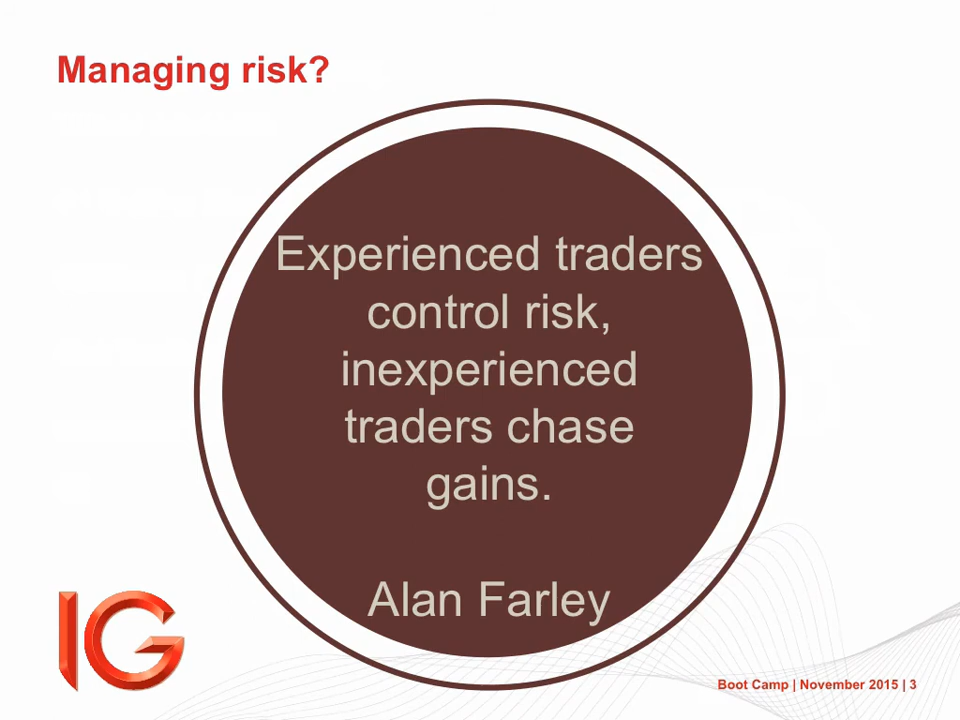 Managing risk?
Experienced traders
control risk,
inexperienced
traders chase
gains.
Alan Farley
IG
Boot Camp | November 2015 | 3